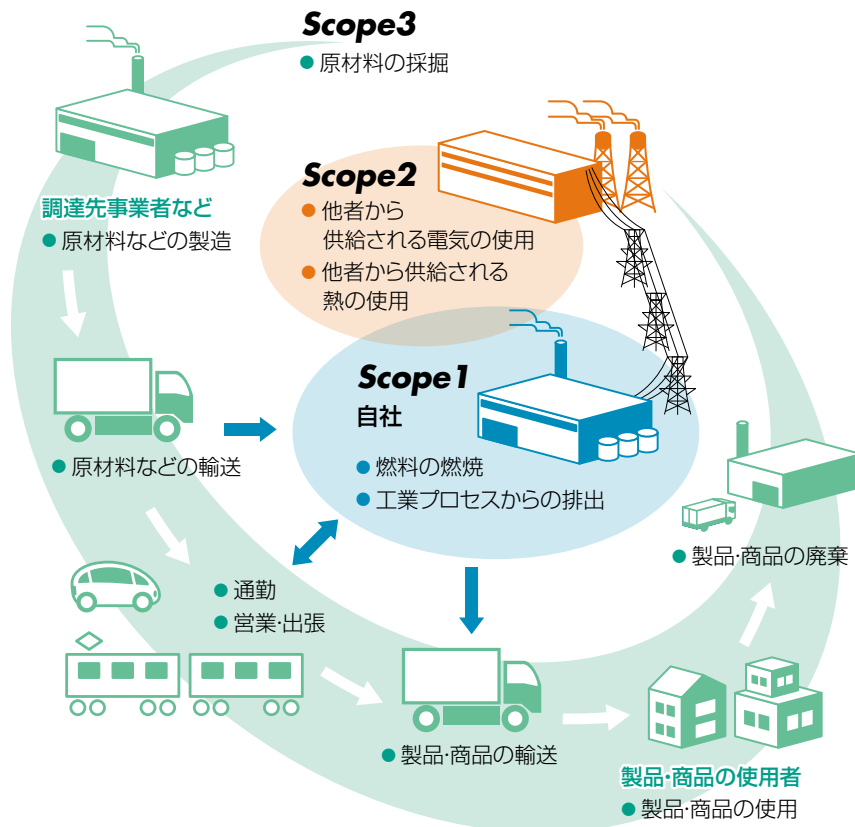 Scope3
● 原材料の採掘
調達先事業者など
● 原材料などの製造
Scope2
● 他者から
供給される電気の使用
● 他者から供給される
熱の使用
Scope1
自社
● 燃料の燃焼
● 工業プロセスからの排出
● 原材料などの輸送
● 通勤
● 営業・出張
● 製品・商品の輸送
製品・商品の使用者
● 製品・商品の使用
● 製品・商品の廃棄